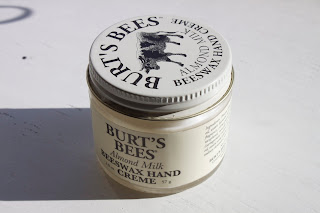 BURT'S BEES
ALMOND MILK
BEESWAX HAND CREME
BURT'S
BEES
Almond Milk
BEESWAX HAND
CREME